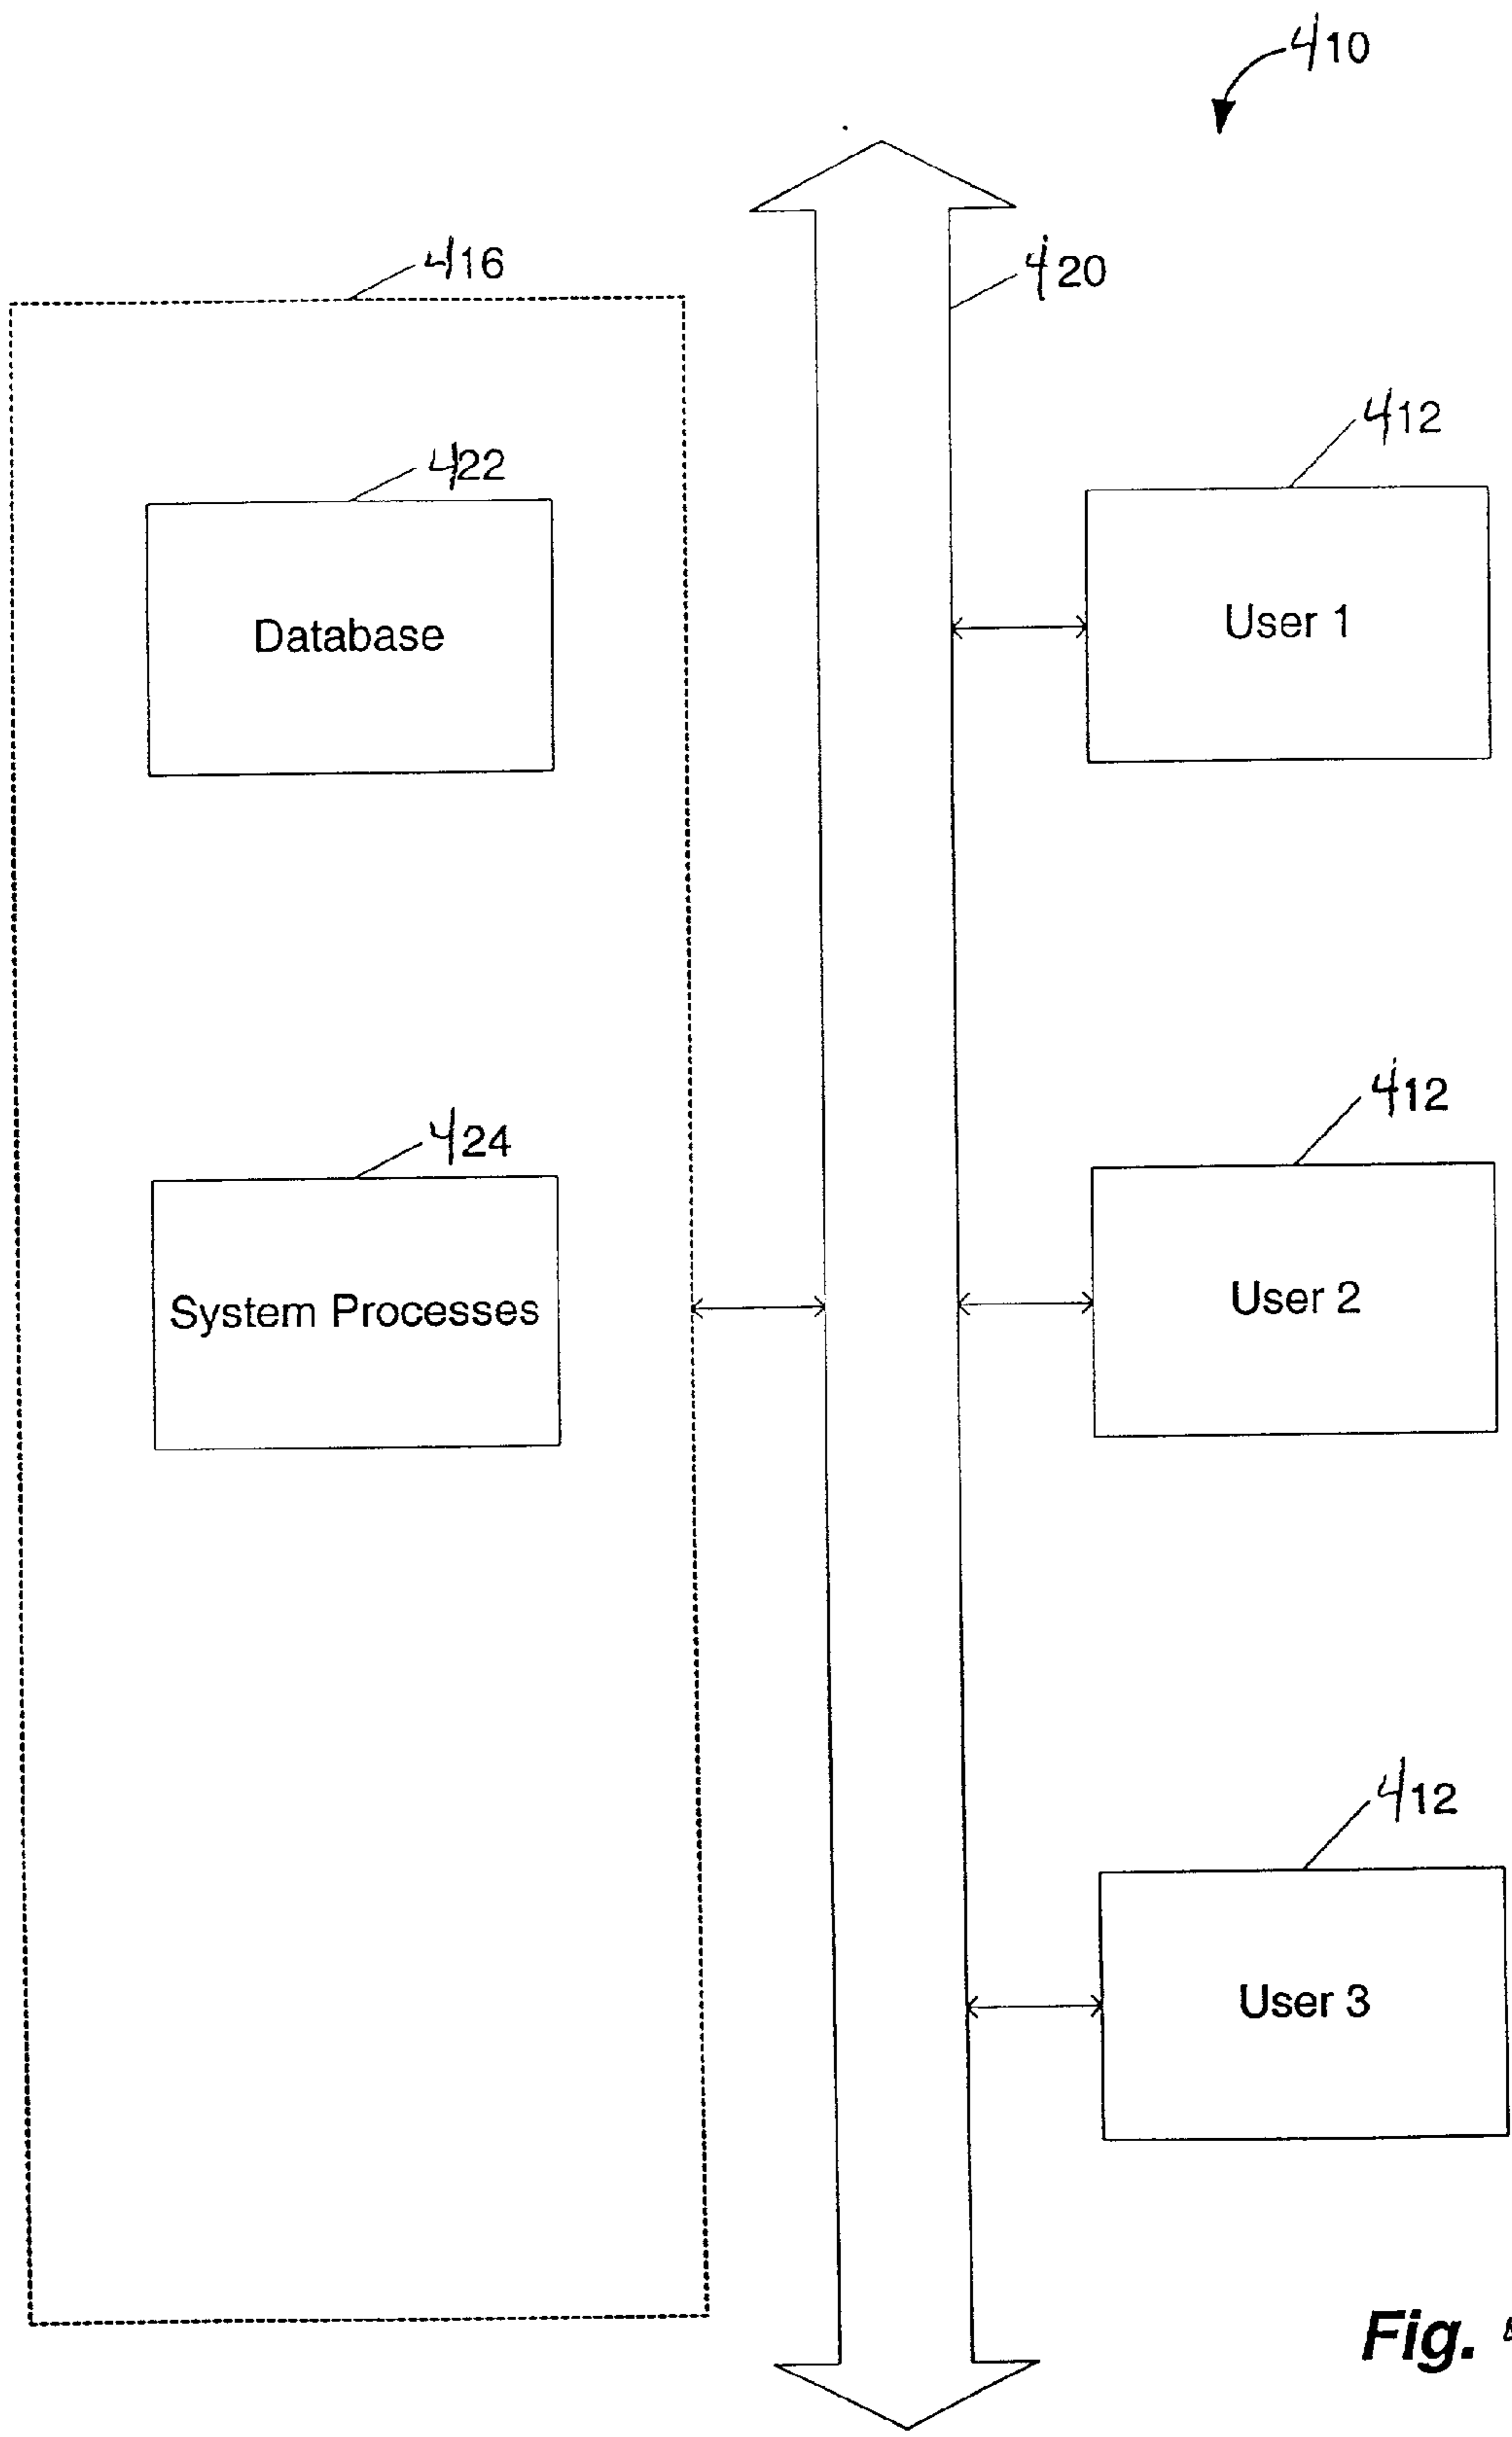 410
416
420
412
422
Database
User 1
412
424
System Processes
User 2
412
User 3
Fig.